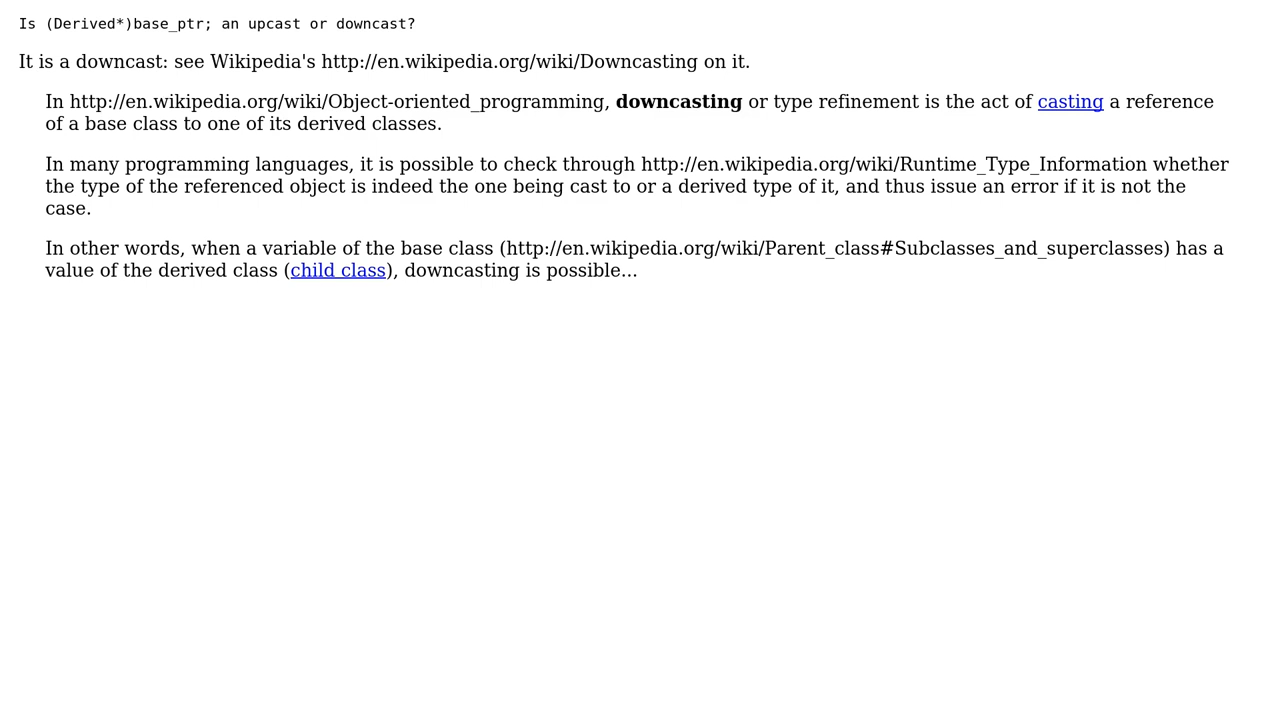 Is (Derived*)base_ptr; an upcast or downcast?
It is a downcast: see Wikipedia's http://en.wikipedia.org/wiki/Downcasting on it.
In http://en.wikipedia.org/wiki/Object-oriented_programming, downcasting or type refinement is the act of casting a reference
of a base class to one of its derived classes.
In many programming languages, it is possible to check through http://en.wikipedia.org/wiki/Runtime_Type_Information whether
the type of the referenced object is indeed the one being cast to or a derived type of it, and thus issue an error if it is not the
case.
In other words, when a variable of the base class (http://en.wikipedia.org/wiki/Parent_class#Subclasses_and_superclasses) has a
value of the derived class (child class), downcasting is possible...